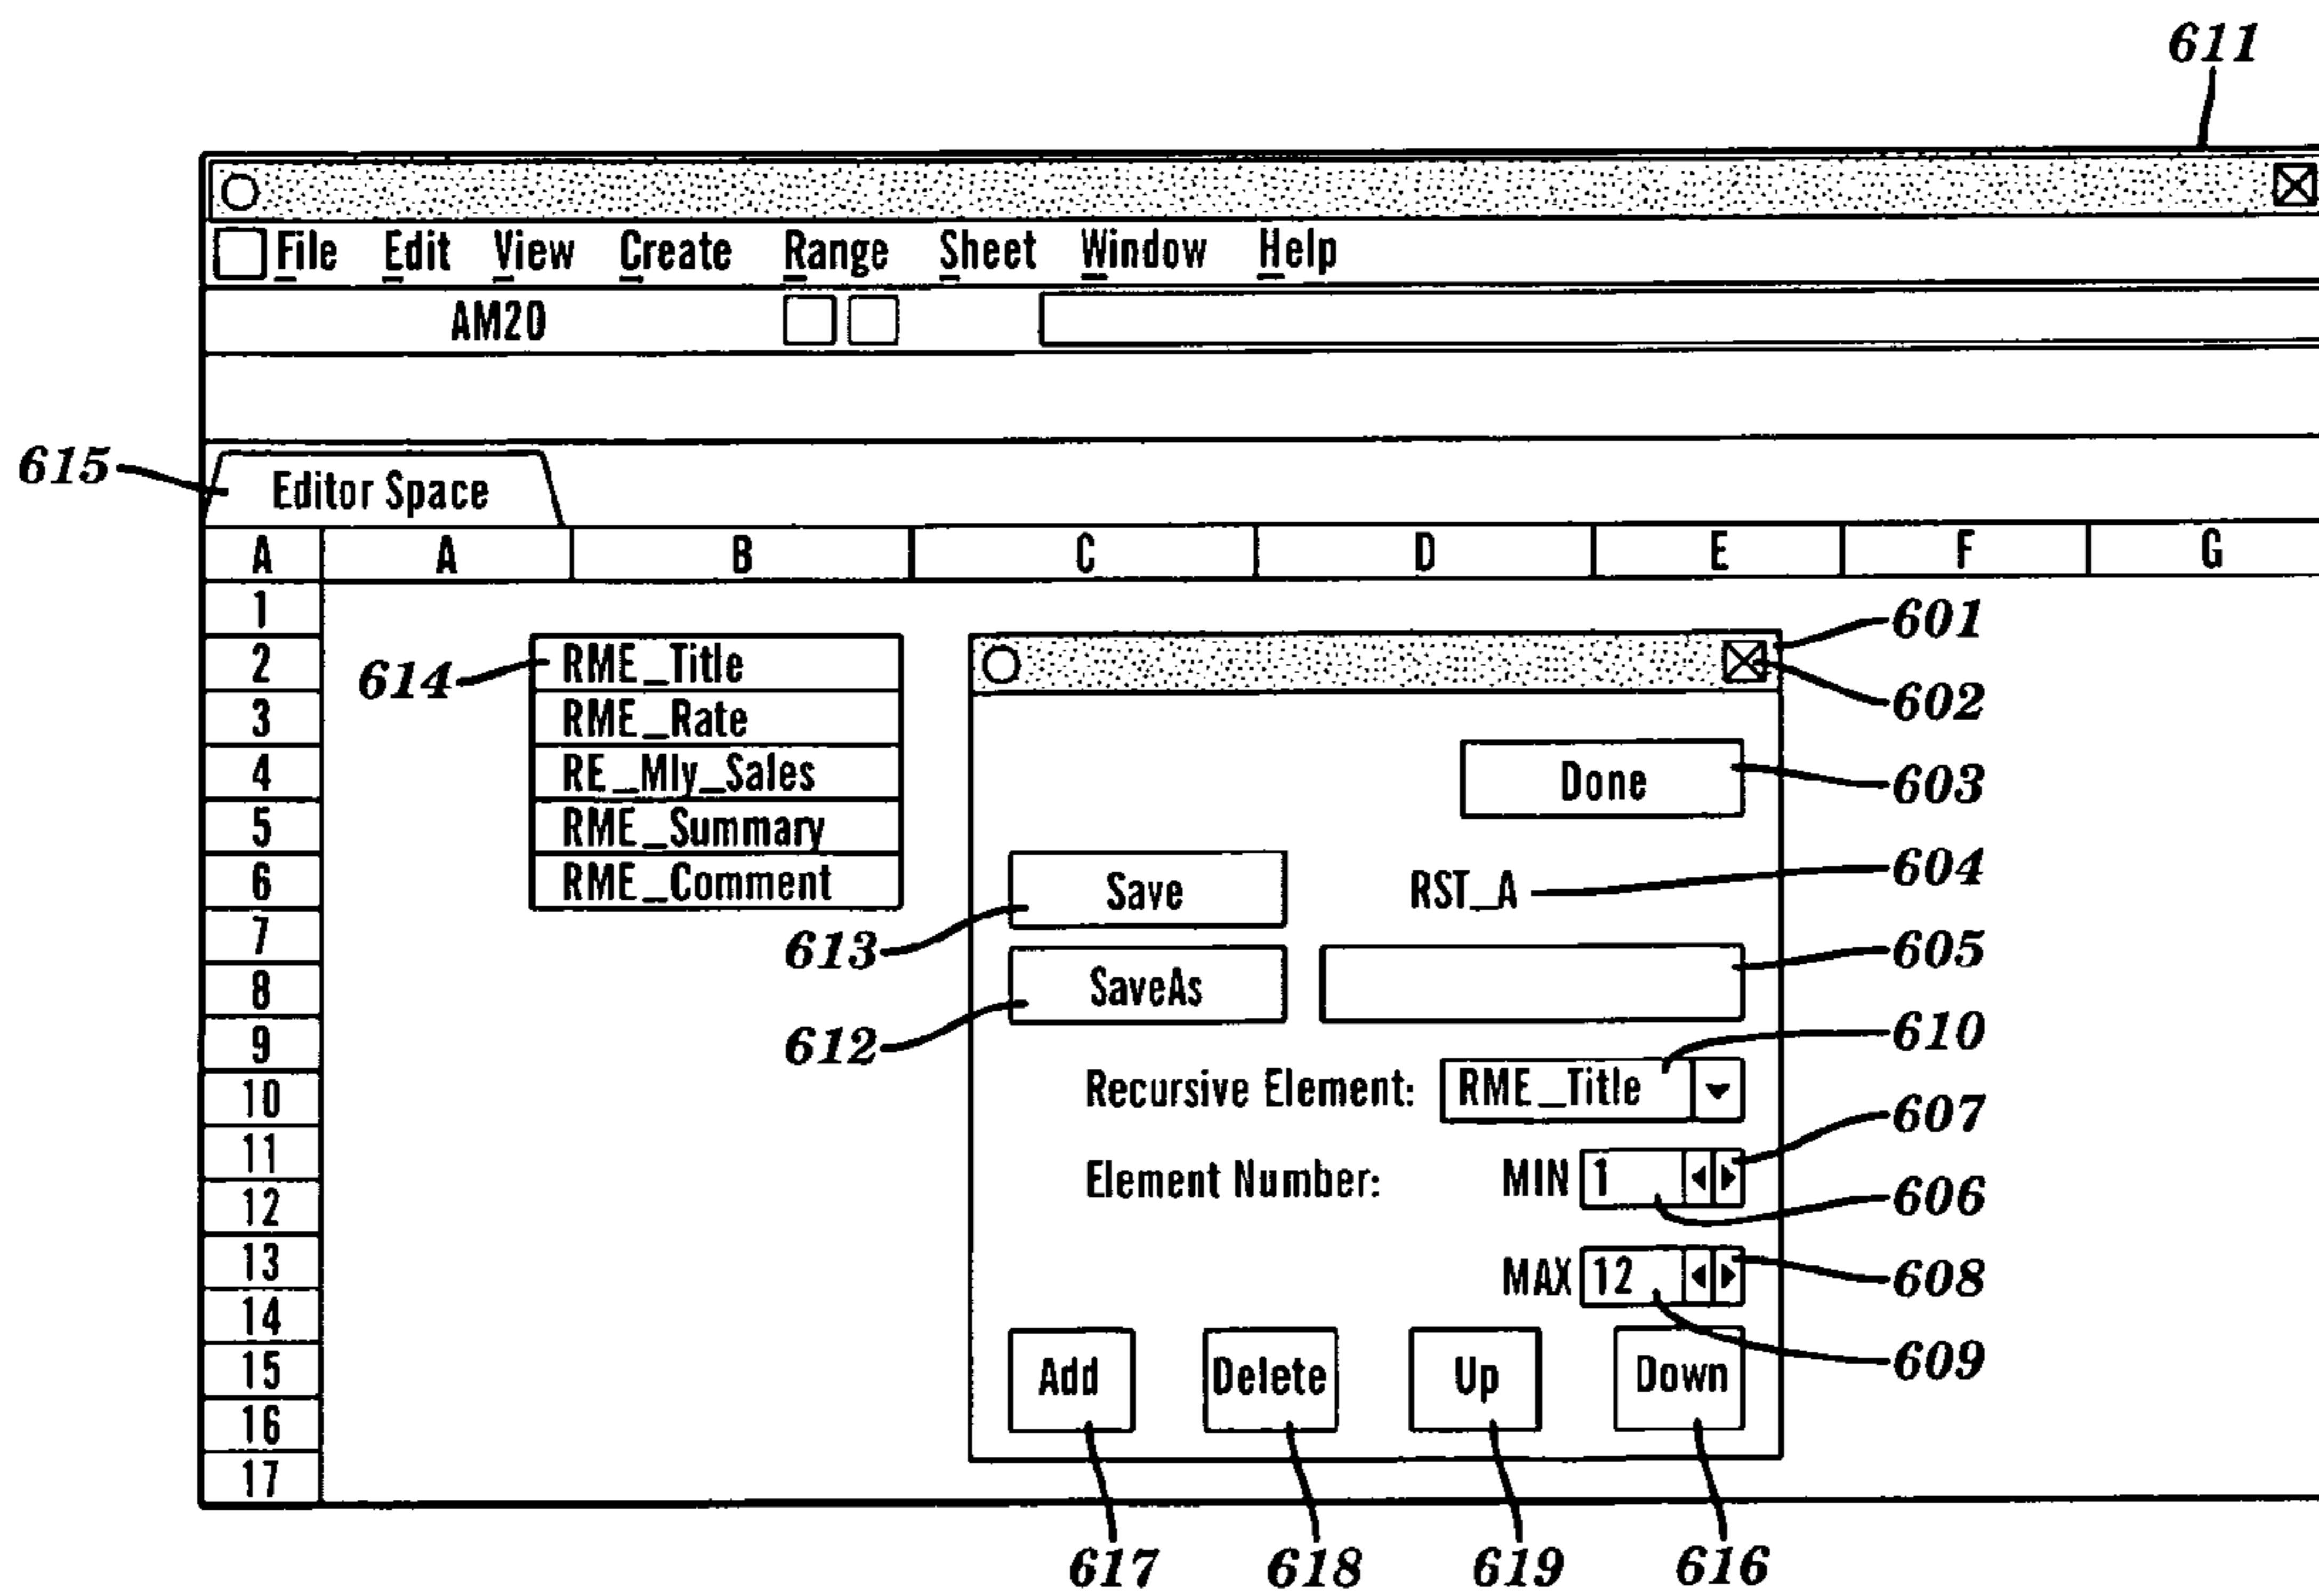 611
File Edit View Create Range Sheet Window Help
AM20
615 Editor Space
A A B C D E F G
1
601
2 614 RME_Title
602
3 RME_Rate
4 RE_Mly_Sales Done 603
5 RME_Summary
6 RME_Comment Save RST_A 604
7 613 605
8 SaveAs
9 612 610
10 Recursive Element: RME_Title
607
11 Element Number: MIN 1
12 606
13 MAX 12 608
14
15 Add Delete Up Down 609
16
17
617 618 619 616